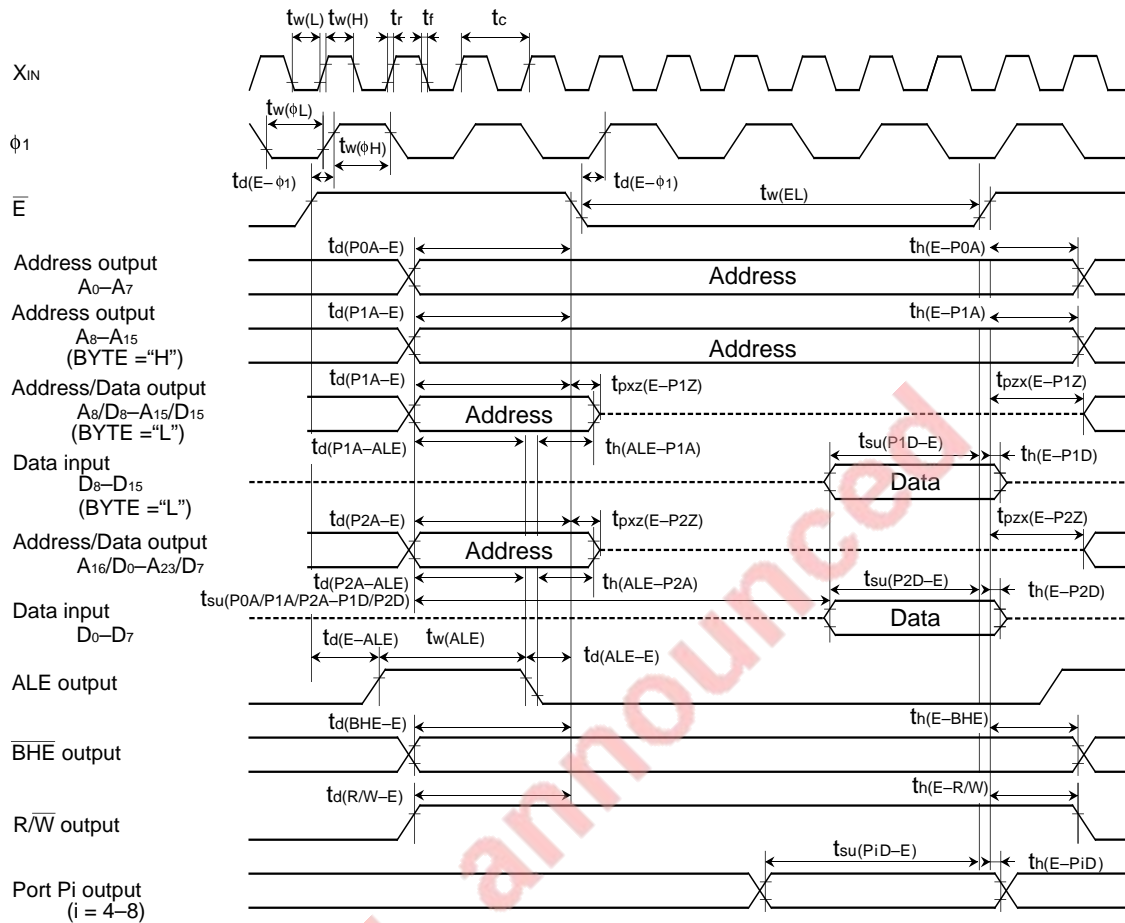 tw(L) tw(H) tr tf tc
XIN
tw(ϕL)
ϕ1
tw(ϕH)
td(E–ϕ1) td(E–ϕ1)
tw(EL)
E
td(P0A–E) th(E–P0A)
Address output
A0–A7
Address
td(P1A–E) th(E–P1A)
Address output
A8–A15
(BYTE =“H”)
Address
td(P1A–E) tpxz(E–P1Z) tpzx(E–P1Z)
Address/Data output
A8/D8–A15/D15
(BYTE =“L”)
Address
td(P1A–ALE) th(ALE–P1A) tsu(P1D–E) th(E–P1D)
Data input
D8–D15
(BYTE =“L”)
Data
td(P2A–E) tpxz(E–P2Z) tpzx(E–P2Z)
Address/Data output
A16/D0–A23/D7
Address
td(P2A–ALE) th(ALE–P2A) tsu(P2D–E) th(E–P2D)
tsu(P0A/P1A/P2A–P1D/P2D)
Data input
D0–D7
Data
td(E–ALE) tw(ALE) td(ALE–E)
ALE output
td(BHE–E) th(E–BHE)
BHE output
td(R/W–E) th(E–R/W)
R/W output
tsu(PiD–E) th(E–PiD)
Port Pi output
(i = 4–8)
announced